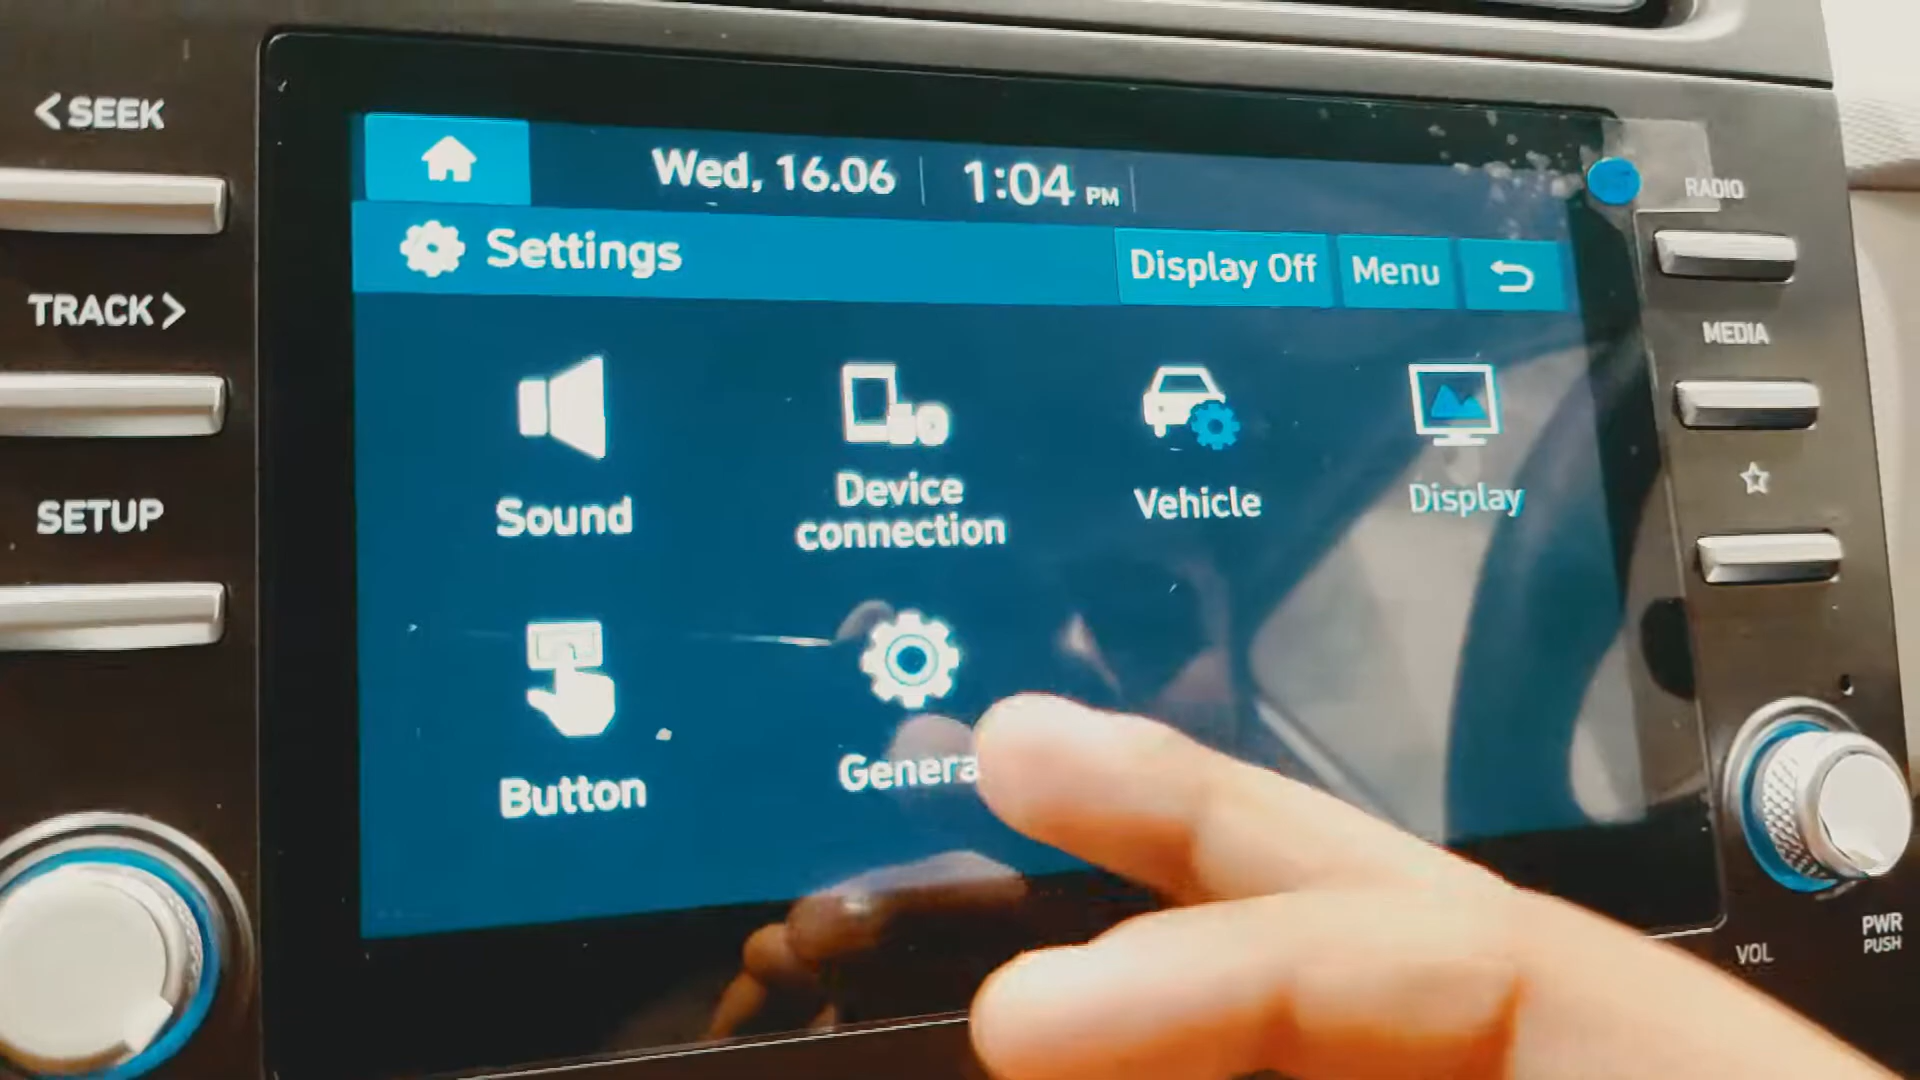 < SEEK
TRACK >
SETUP
Wed, 16.06
1:04 PM
Settings
Display Off
Menu
Sound
Device
connection
Vehicle
Display
Button
Genera
RADIO
MEDIA
VOL
PWR
PUSH